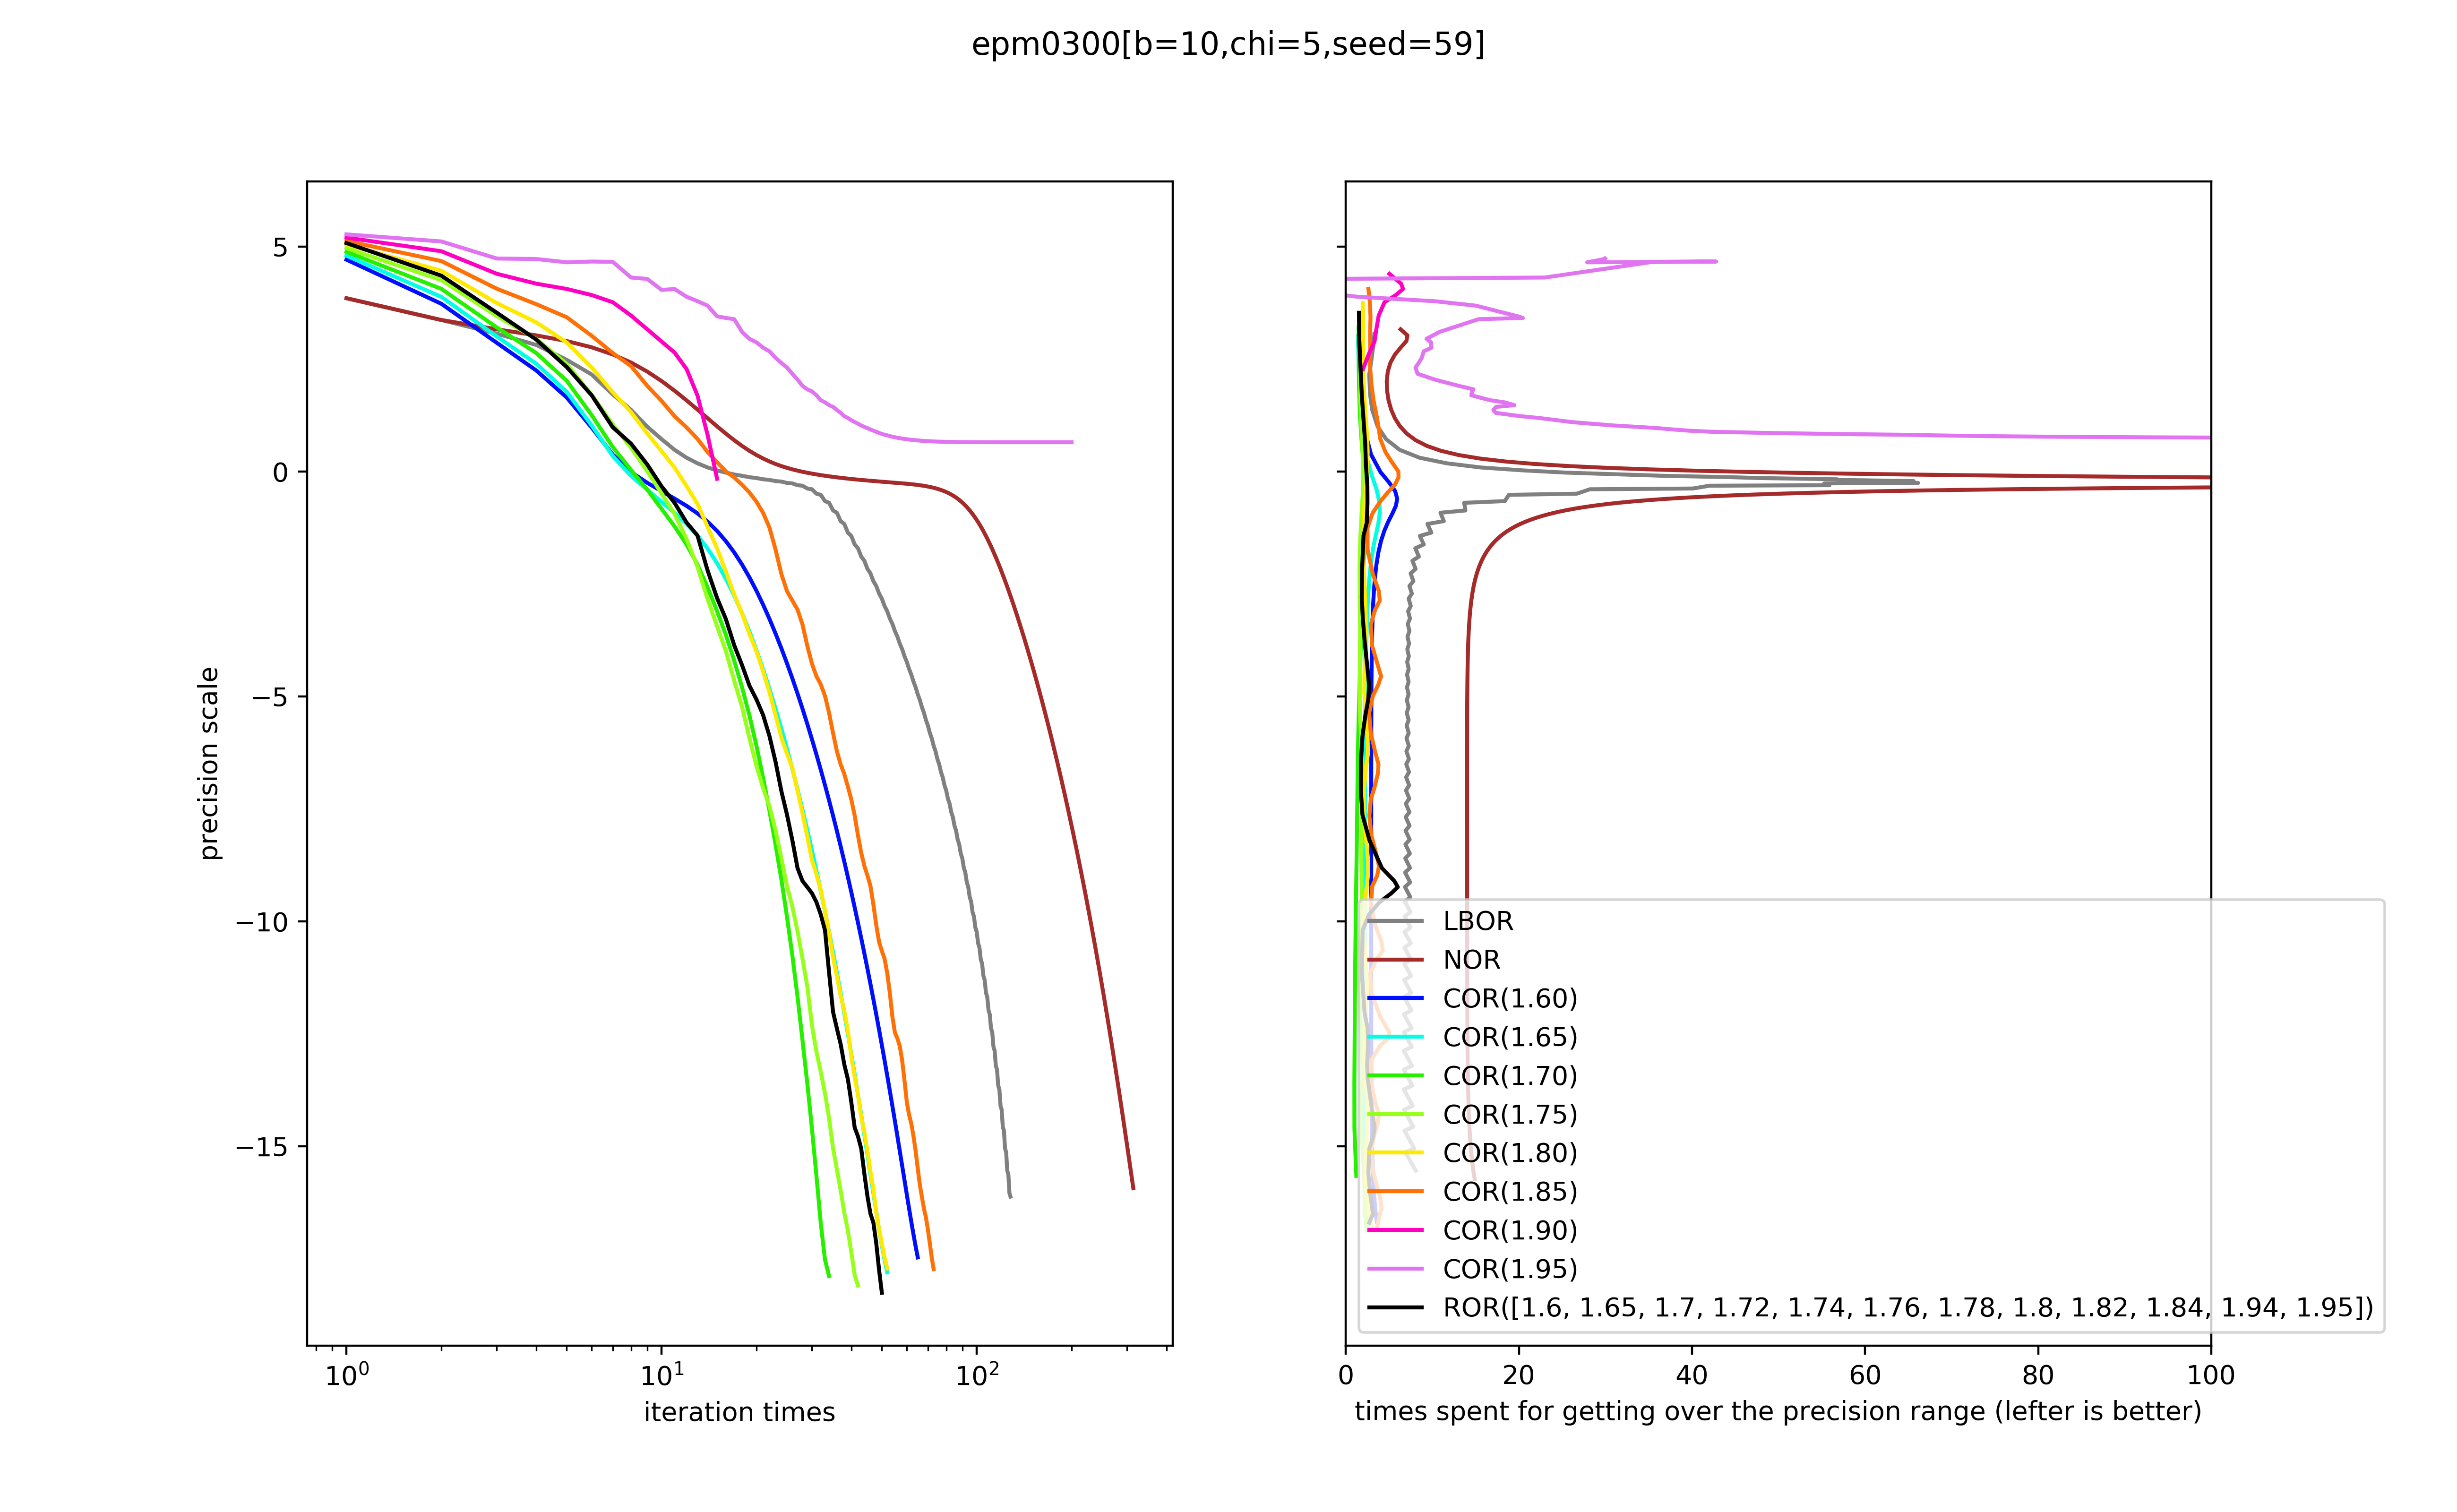 epm0300[b=10,chi=5,seed=59]
precision scale
5
0
−5
−10
−15
10⁰
10¹
10²
iteration times
LBOR
NOR
COR(1.60)
COR(1.65)
COR(1.70)
COR(1.75)
COR(1.80)
COR(1.85)
COR(1.90)
COR(1.95)
ROR([1.6, 1.65, 1.7, 1.72, 1.74, 1.76, 1.78, 1.8, 1.82, 1.84, 1.94, 1.95])
0 20 40 60 80 100
times spent for getting over the precision range (lefter is better)